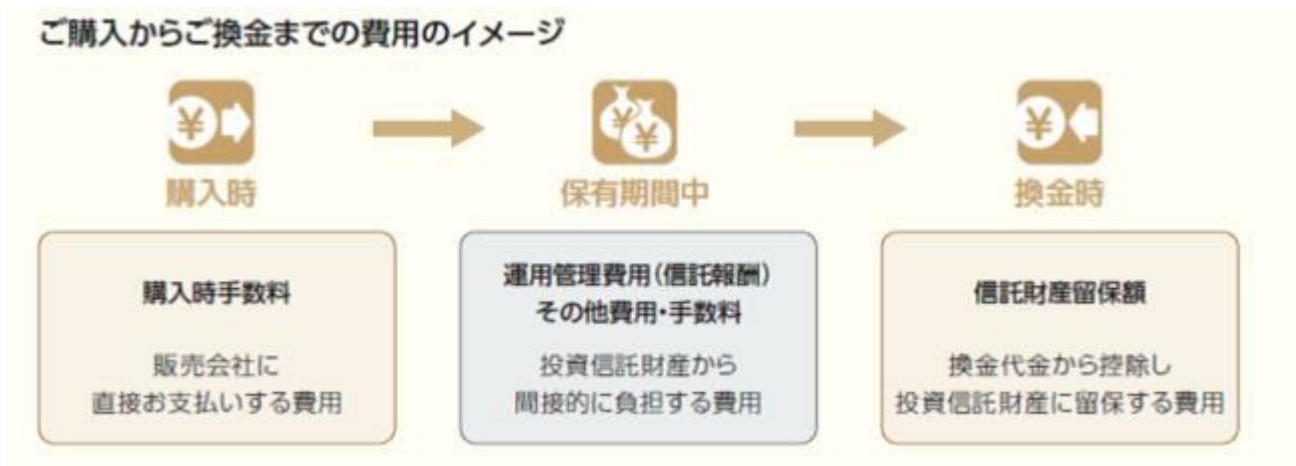 ご購入からご換金までの費用のイメージ
¥
¥
¥
¥
購入時
保有期間中
換金時
購入時手数料
販売会社に
直接お支払いする費用
運用管理費用(信託報酬)
その他費用・手数料
投資信託財産から
間接的に負担する費用
信託財産留保額
換金代金から控除し
投資信託財産に留保する費用